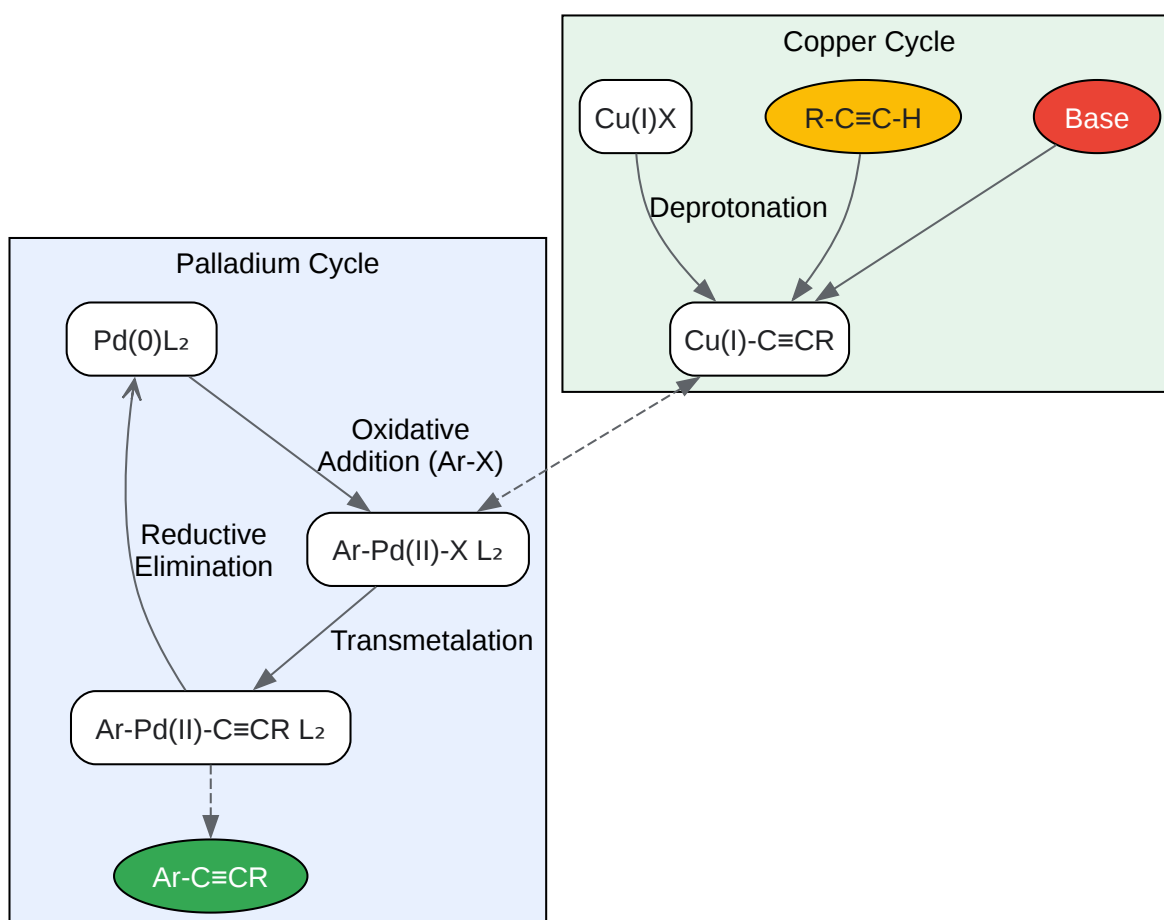 Copper Cycle
Cu(I)X
R-C≡C-H
Base
Deprotonation
Cu(I)-C≡CR
Palladium Cycle
Pd(0)L₂
Oxidative
Addition (Ar-X)
Ar-Pd(II)-X L₂
Reductive
Elimination
Transmetalation
Ar-Pd(II)-C≡CR L₂
Ar-C≡CR